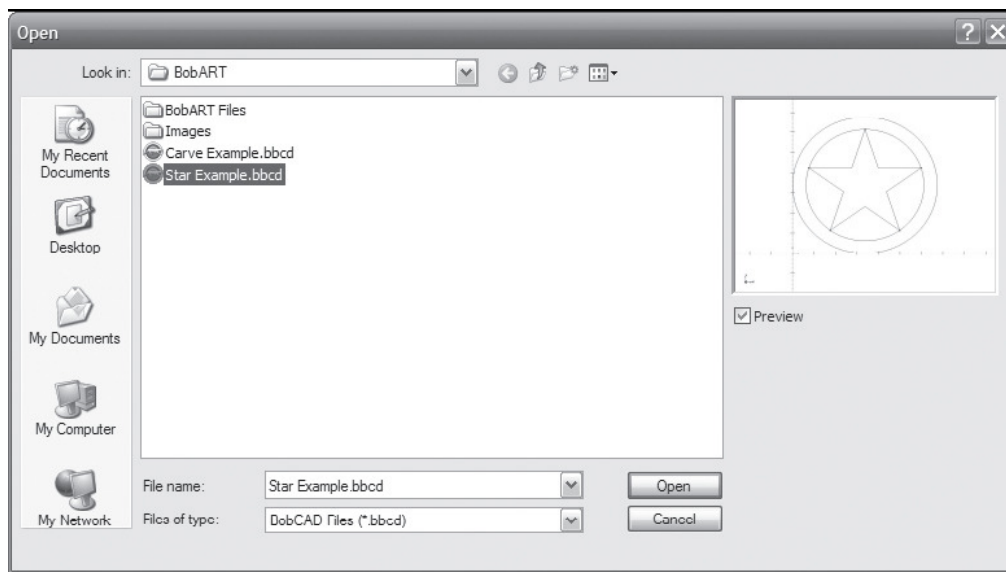 Open
Look in: BobART
BobART Files
Images
Carve Example.bbcd
Star Example.bbcd
My Recent
Documents
Desktop
My Documents
My Computer
My Network
Preview
File name: Star Example.bbcd Open
Files of type: BobCAD Files (*.bbcd) Cancel